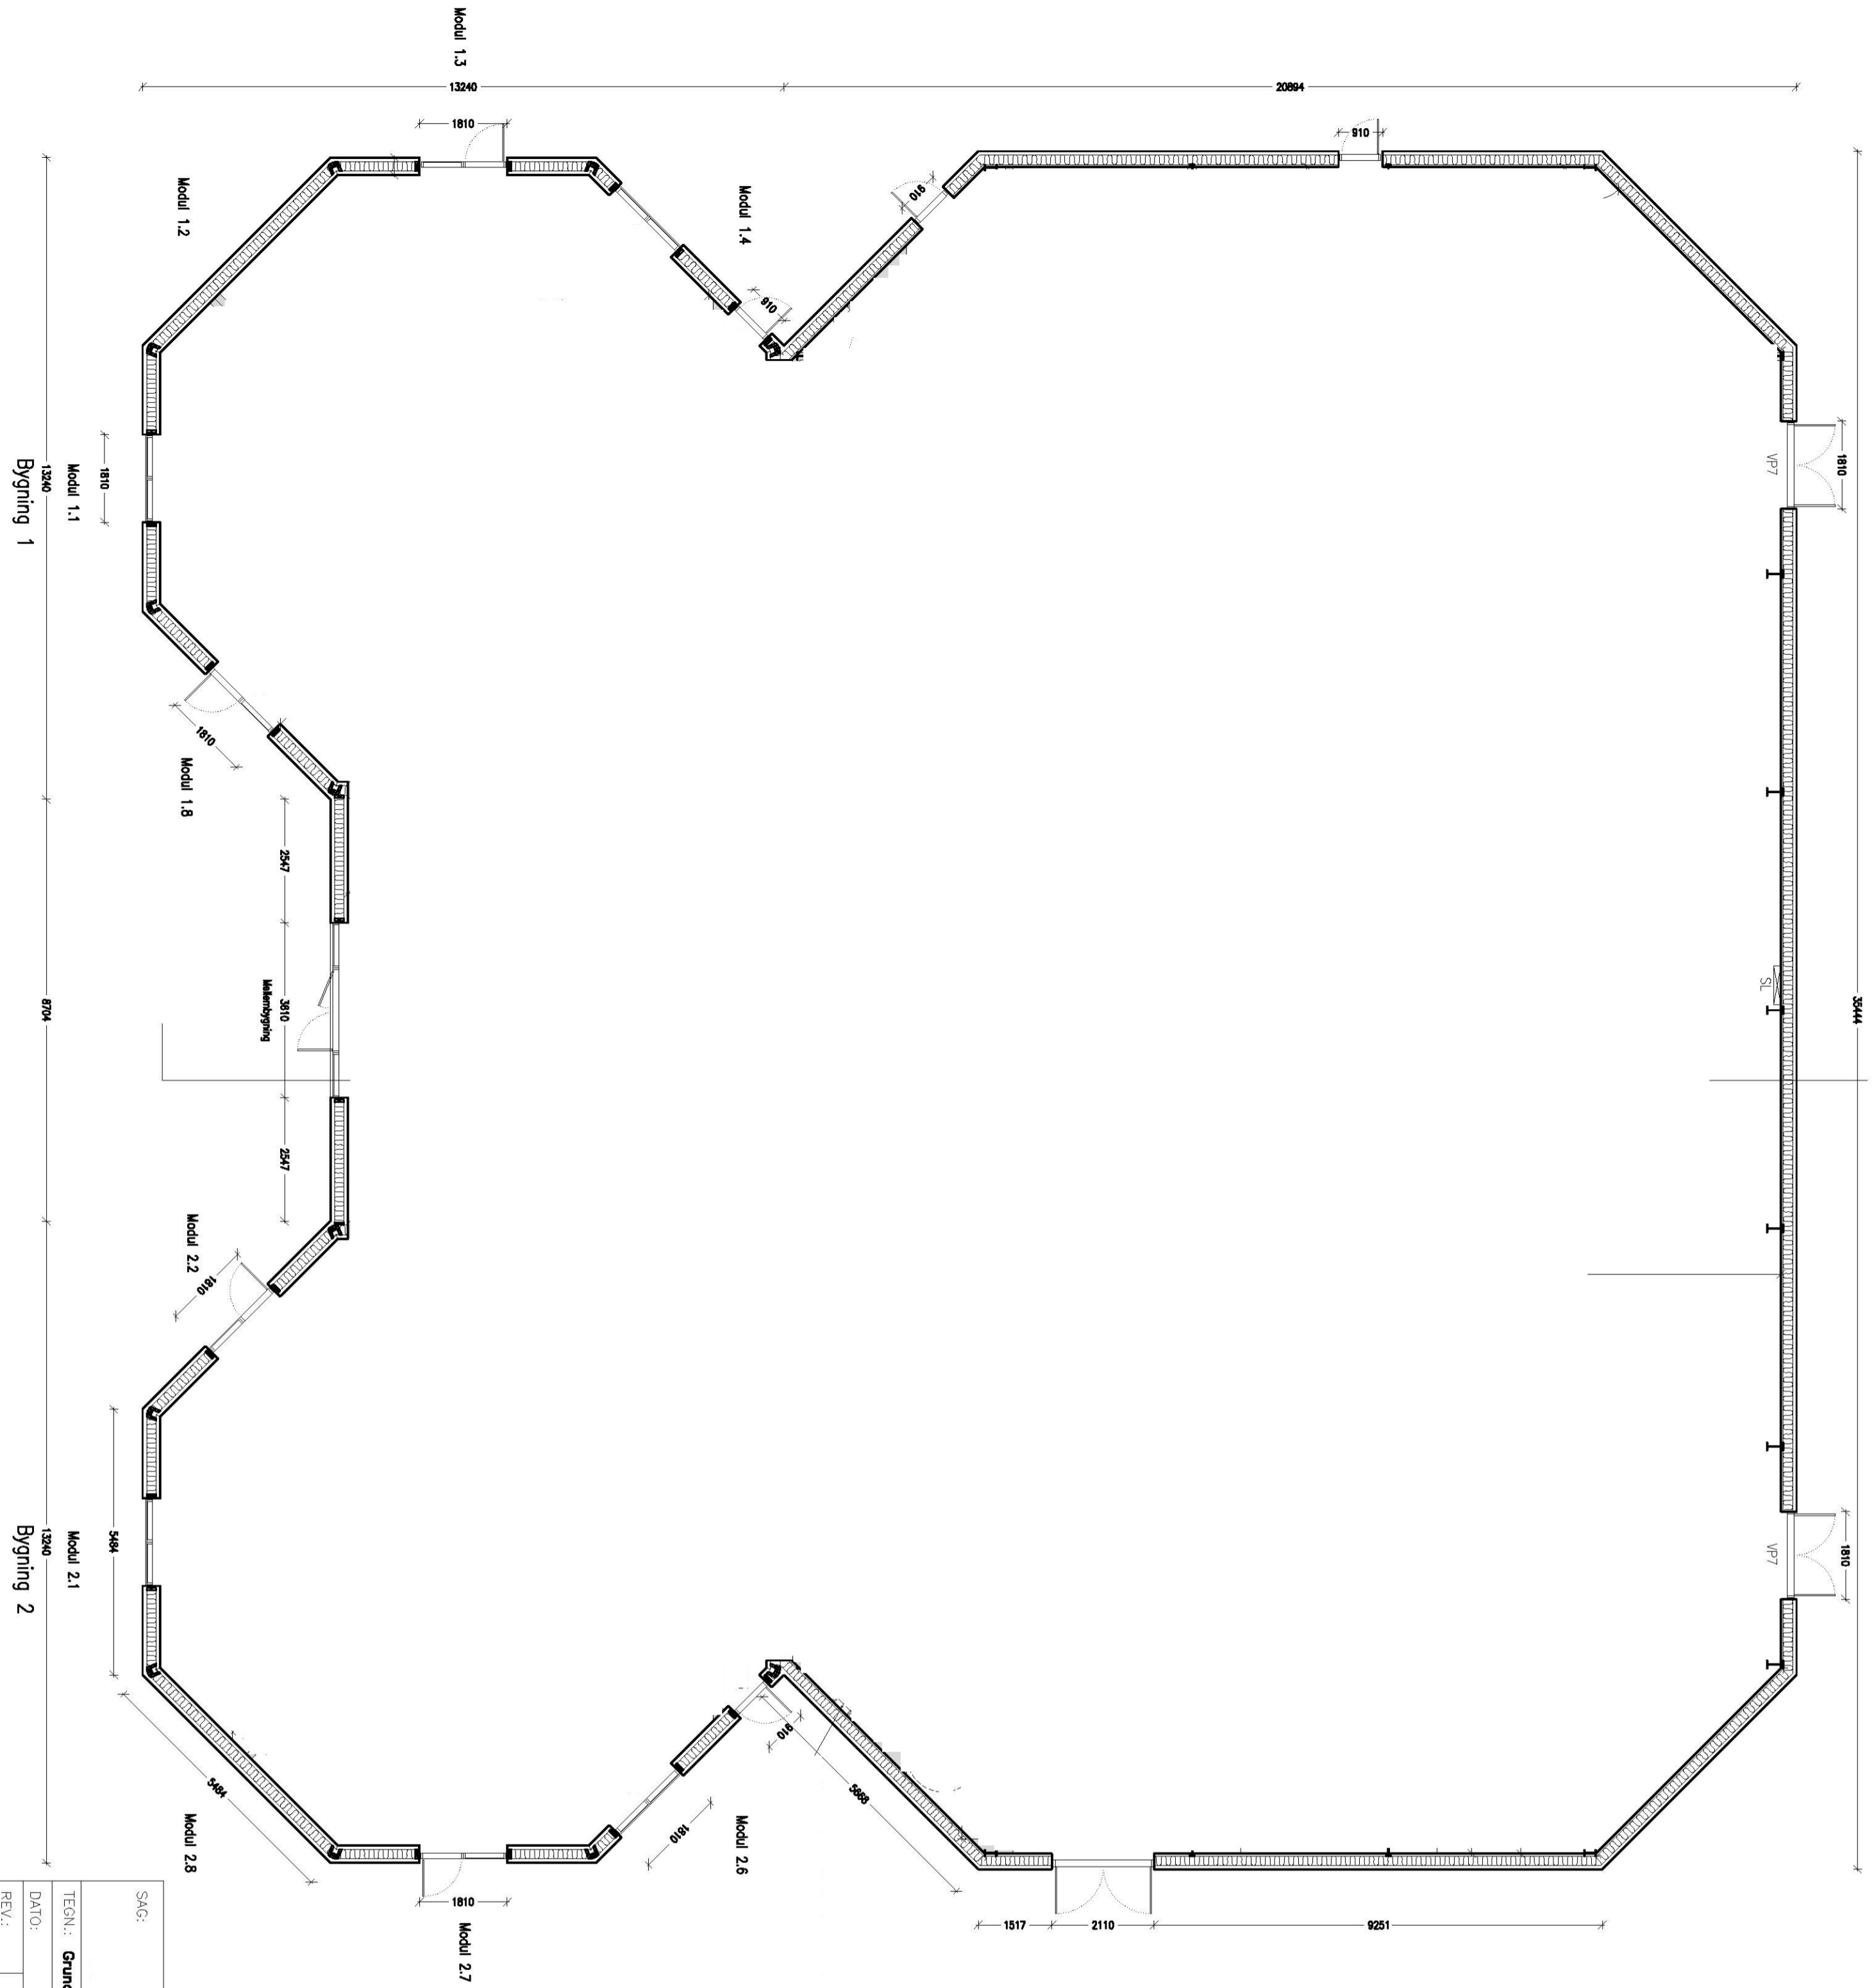 Modul 1.3
13240
20894
1810
910
35444
Modul 1.2
Modul 1.4
910
910
1810
VP7
1810
Modul 1.1
13240
Bygning 1
1810
Modul 1.8
2547
3810
Mellembygning
8704
SL
2547
Modul 2.2
1810
5484
Modul 2.1
13240
Bygning 2
1810
VP7
910
5668
5484
Modul 2.8
1810
Modul 2.6
1810
Modul 2.7
1517
2110
9251
SAG:
TEGN.: Grund
DATO:
REV.: